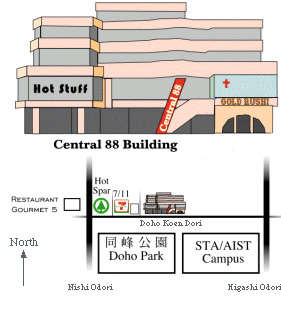 Hot Stuff
Central 88
GOLD RUSH
Central 88 Building
Hot
Spar
7/11
RESTAURANT
GOURMET 5
Doho Koen Dori
North
同峰公園
Doho Park
STA/AIST
Campus
Nishi Odori
Higashi Odori